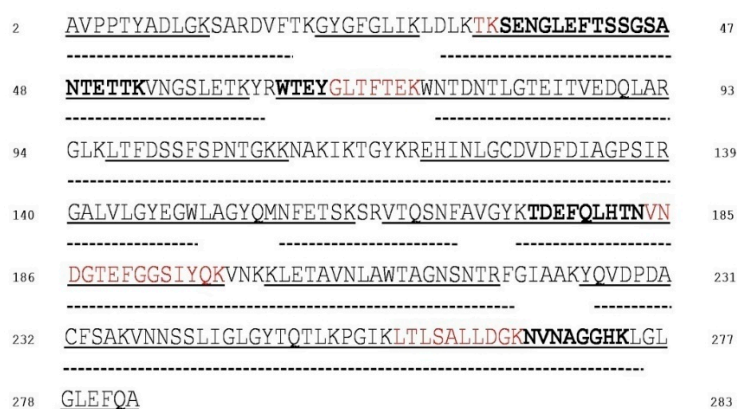 2 AVPPTYADLGKSARDVFTKGYGFGLIKLDLKTKSENGLEFTSSGSA 47
48 NTETTKVNGSLETKYRWTEYGLTFTEKWNTDNTLGTEITVEDQLAR 93
94 GLKLTFDSSFSPNTGKKNAKIKTGYKREHINLGCDVDFDIAGPSIR 139
140 GALVLGYEGWLAGYQMNFETSKSRVTQSNFAVGYKTDEFQLHTNVN 185
186 DGTEFGGSIYQKVNKKLETAVNLAWTAGNSNTRFGIAAKYQVDPDA 231
232 CFSAKVNNSSLIGLGYTQTLKPGIKLTLSALLDGKNVNAGGHKLGL 277
278 GLEFQA 283